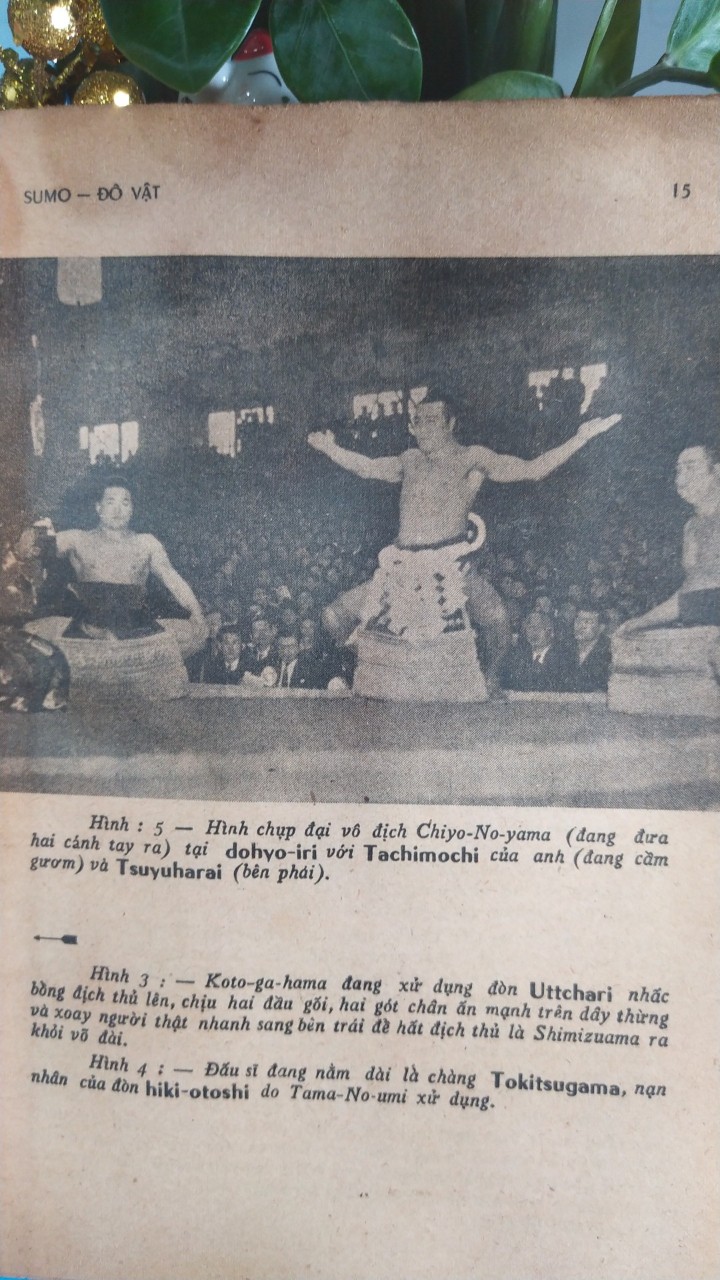 SUMO — ĐÔ VẬT
15
Hình : 5 — Hình chụp đại vô địch Chiyo-No-yama (đang đưa
hai cánh tay ra) tại dohyo-iri với Tachimochi của anh (đang cầm
gươm) và Tsuyuharai (bên phải).
Hình 3 : — Koto-ga-hama đang xử dụng đòn Uttchari nhấc
bồng địch thủ lên, chịu hai đầu gối, hai gót chân ấn mạnh trên dây thừng
và xoay người thật nhanh sang bên trái để hất địch thủ là Shimizuama ra
khỏi võ đài.
Hình 4 : — Đấu sĩ đang nằm dài là chàng Tokitsugama, nạn
nhân của đòn hiki-otoshi do Tama-No-umi xử dụng.